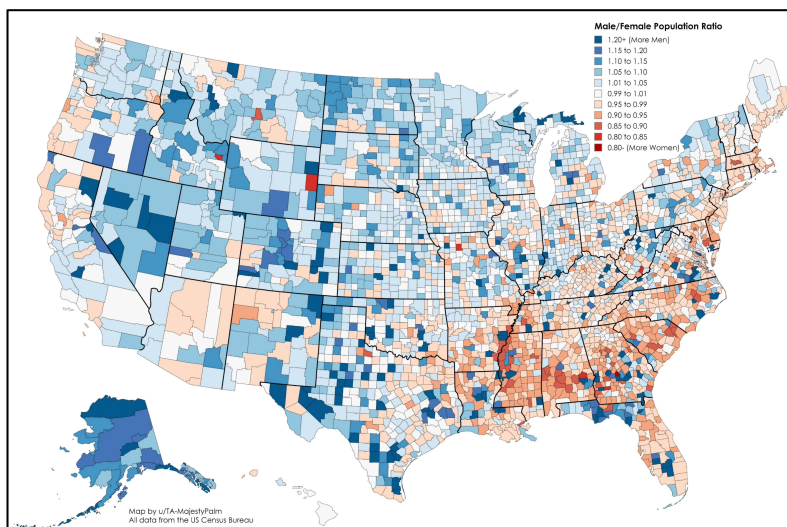 Male/Female Population Ratio
1.20+ (More Men)
1.15 to 1.20
1.10 to 1.15
1.05 to 1.10
1.01 to 1.05
0.99 to 1.01
0.95 to 0.99
0.90 to 0.95
0.85 to 0.90
0.80 to 0.85
0.80- (More Women)
Map by u/TA-MajestyPalm
All data from the US Census Bureau